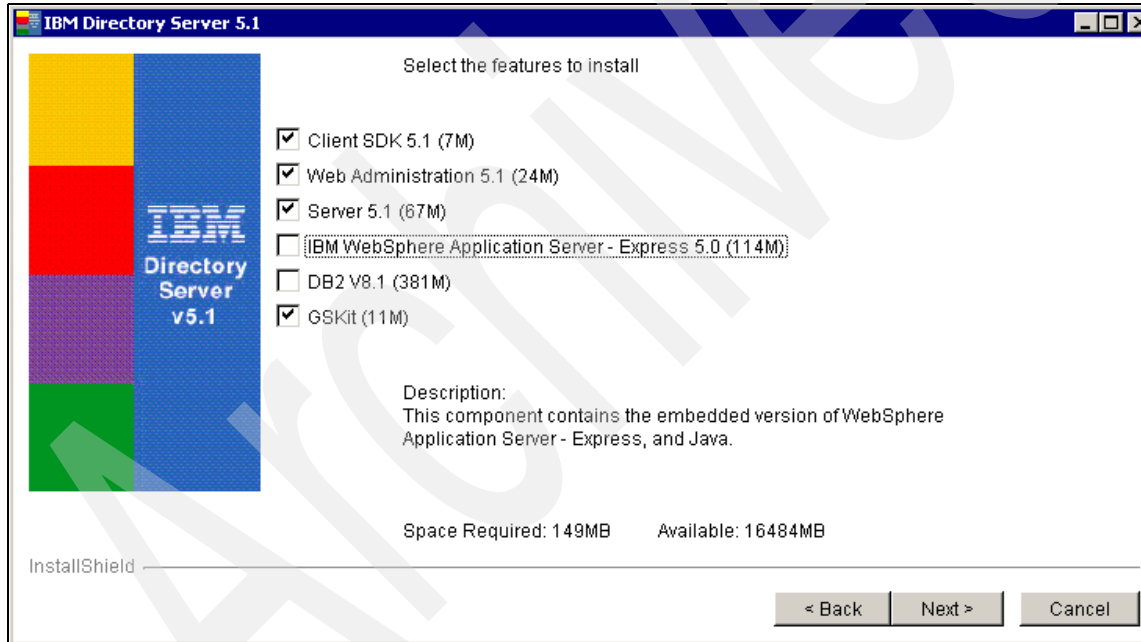 IBM Directory Server 5.1
Select the features to install
Client SDK 5.1 (7M)
Web Administration 5.1 (24M)
Server 5.1 (67M)
IBM WebSphere Application Server - Express 5.0 (114M)
DB2 V8.1 (381M)
GSKit (11M)
IBM
Directory
Server
v5.1
Description:
This component contains the embedded version of WebSphere
Application Server - Express, and Java.
Space Required: 149MB Available: 16484MB
InstallShield
< Back Next > Cancel
Archive